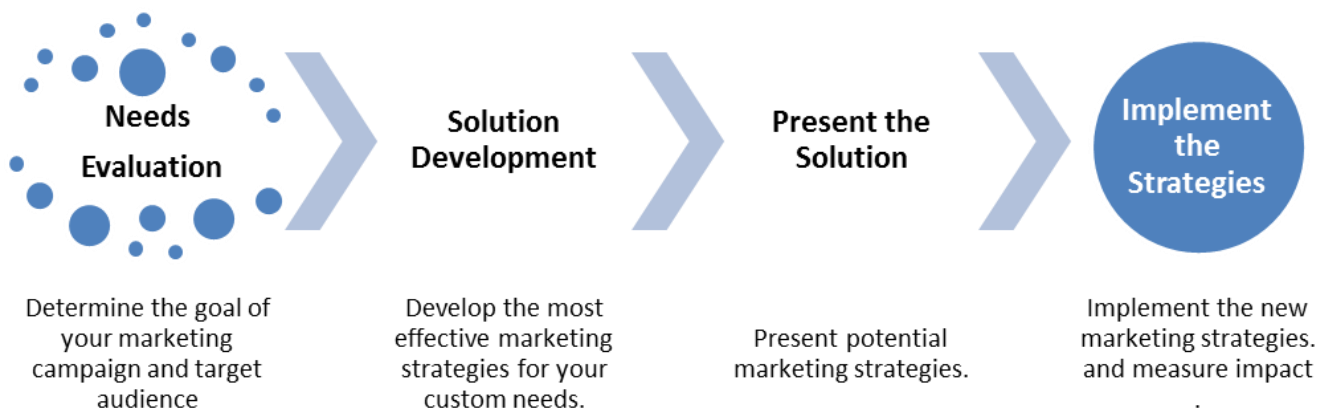 Needs
Evaluation
Solution
Development
Present the
Solution
Implement
the
Strategies
Determine the goal of
your marketing
campaign and target
audience
Develop the most
effective marketing
strategies for your
custom needs.
Present potential
marketing strategies.
Implement the new
marketing strategies.
and measure impact
.